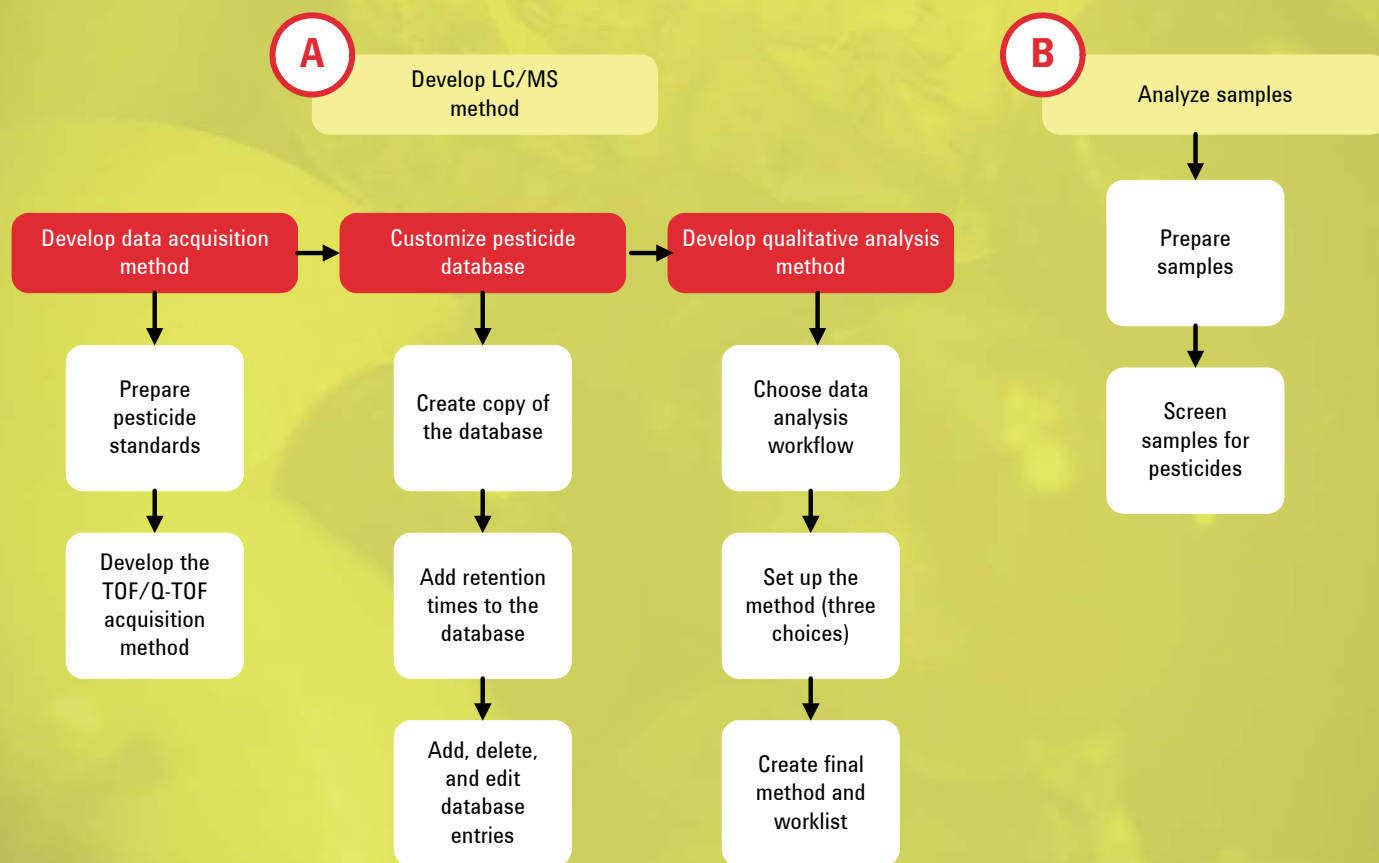 A
Develop LC/MS
method
B
Analyze samples
Develop data acquisition
method
Customize pesticide
database
Develop qualitative analysis
method
Prepare
pesticide
standards
Develop the
TOF/Q-TOF
acquisition
method
Create copy of
the database
Add retention
times to the
database
Add, delete,
and edit
database
entries
Choose data
analysis
workflow
Set up the
method (three
choices)
Create final
method and
worklist
Prepare
samples
Screen
samples for
pesticides